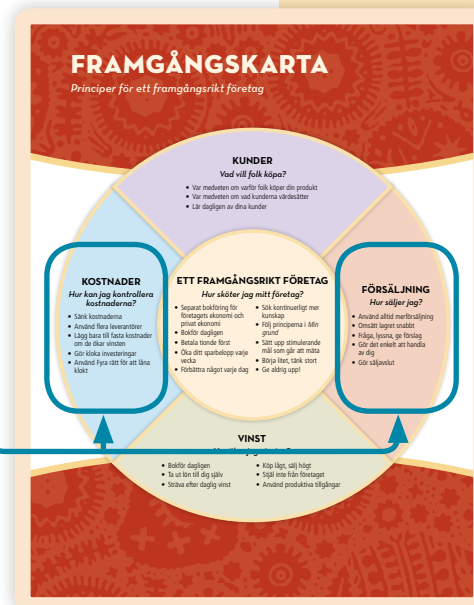 FRAMGÅNGSKARTA
Principer för ett framgångsrikt företag
KUNDER
Vad vill folk köpa?
• Var medveten om varför folk köper din produkt
• Var medveten om vad kunderna värdesätter
• Lär dagligen av dina kunder
KOSTNADER
Hur kan jag kontrollera
kostnaderna?
• Sänk kostnaderna
• Använd flera leverantörer
• Lägg bara till fasta kostnader
om de ökar vinsten
• Gör kloka investeringar
• Använd Fyra rätt för att låna
klokt
ETT FRAMGÅNGSRIKT FÖRETAG
Hur sköter jag mitt företag?
• Separat bokföring för
företagets ekonomi och
privat ekonomi
• Bokför dagligen
• Betala tionde först
• Öka ditt sparbelopp varje
vecka
• Förbättra något varje dag
• Sök kontinuerligt mer
kunskap
• Följ principerna i Min
grund
• Sätt upp stimulerande
mål som går att mäta
• Börja litet, tänk stort
• Ge aldrig upp!
FÖRSÄLJNING
Hur säljer jag?
• Använd alltid merförsäljning
• Omsätt lagret snabbt
• Fråga, lyssna, ge förslag
• Gör det enkelt att handla
av dig
• Gör säljavslut
VINST
• Bokför dagligen
• Ta ut lön till dig själv
• Sträva efter daglig vinst
• Köp lågt, sälj högt
• Stjäl inte från företaget
• Använd produktiva tillgångar